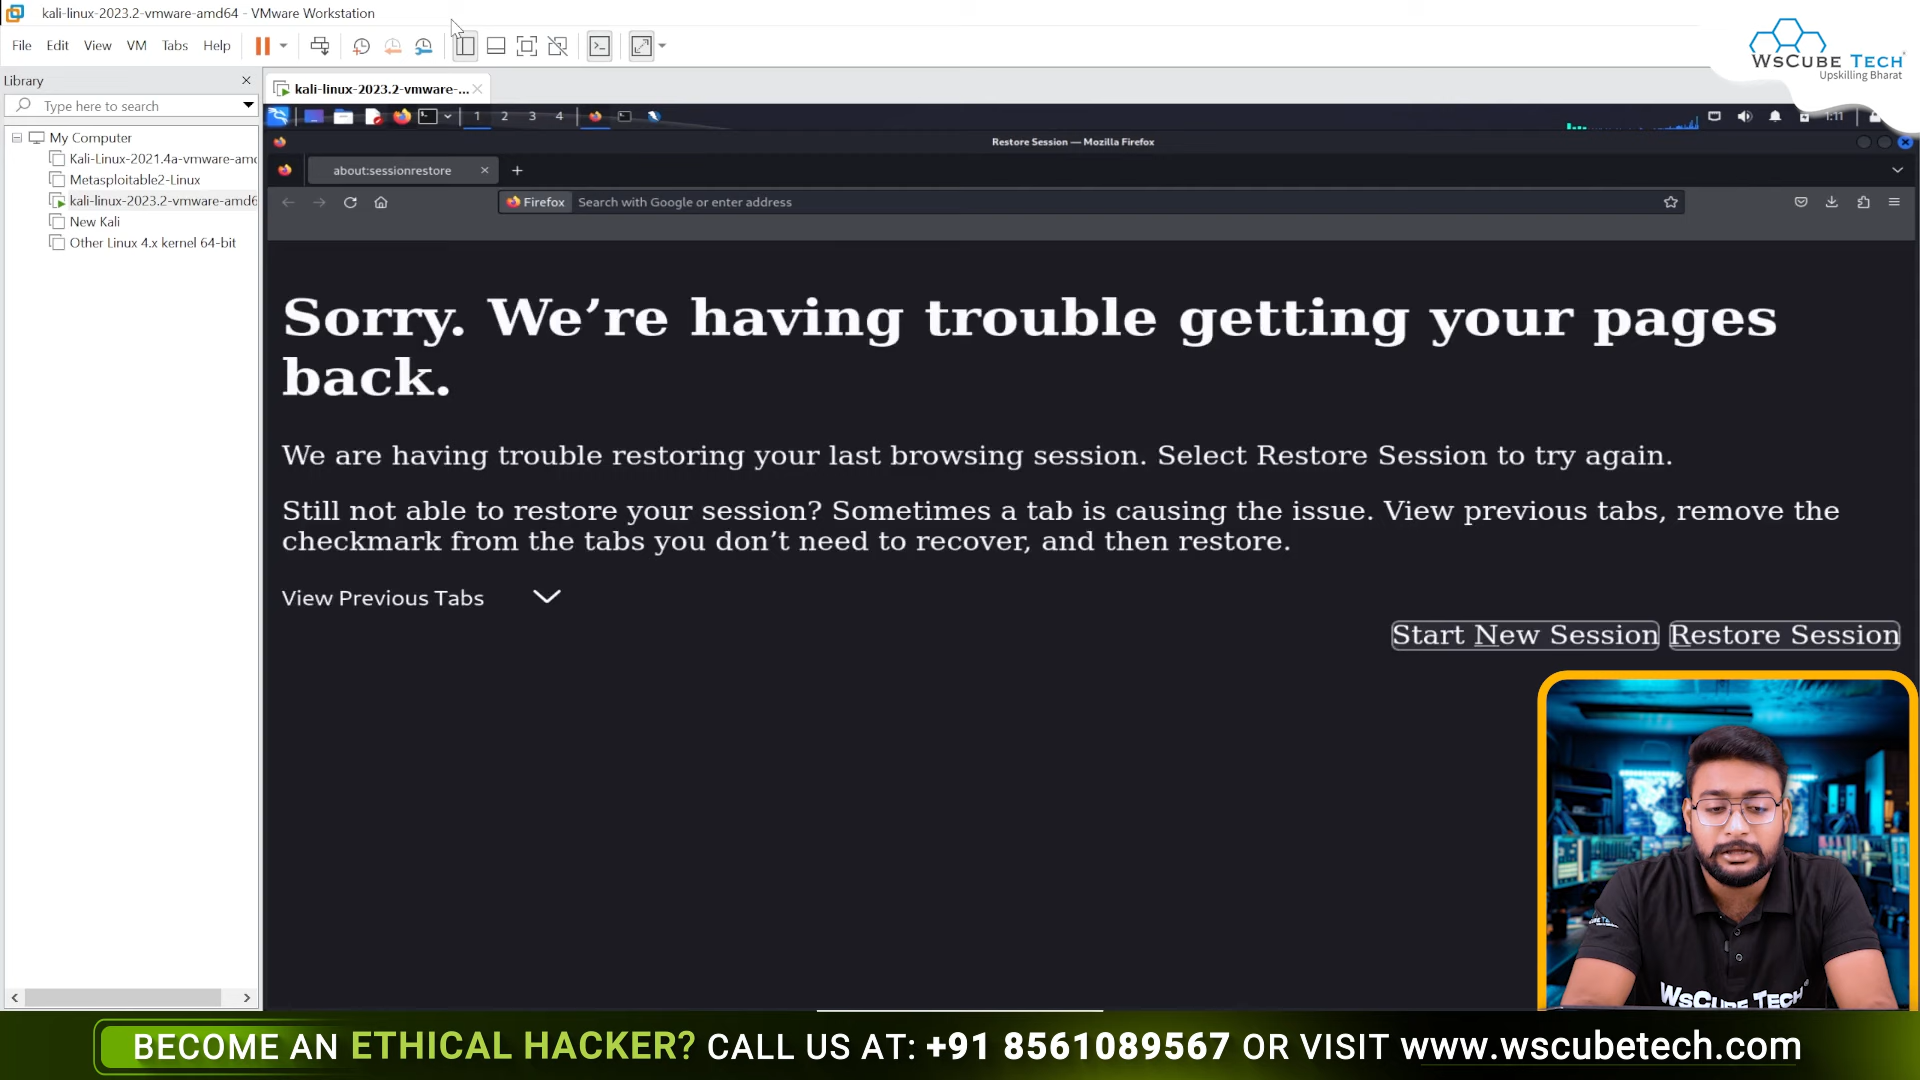 kali-linux-2023.2-vmware-amd64 - VMware Workstation
File Edit View VM Tabs Help
WsCube Tech
Upskilling Bharat
Library
Type here to search
My Computer
Kali-Linux-2021.4a-vmware-amd
Metasploitable2-Linux
kali-linux-2023.2-vmware-amd6
New Kali
Other Linux 4.x kernel 64-bit
kali-linux-2023.2-vmware-...
1 2 3 4
1:11
Restore Session — Mozilla Firefox
about:sessionrestore
Firefox Search with Google or enter address
Sorry. We’re having trouble getting your pages
back.
We are having trouble restoring your last browsing session. Select Restore Session to try again.
Still not able to restore your session? Sometimes a tab is causing the issue. View previous tabs, remove the
checkmark from the tabs you don’t need to recover, and then restore.
View Previous Tabs
Start New Session Restore Session
WsCube Tech
BECOME AN ETHICAL HACKER? CALL US AT: +91 8561089567 OR VISIT www.wscubetech.com